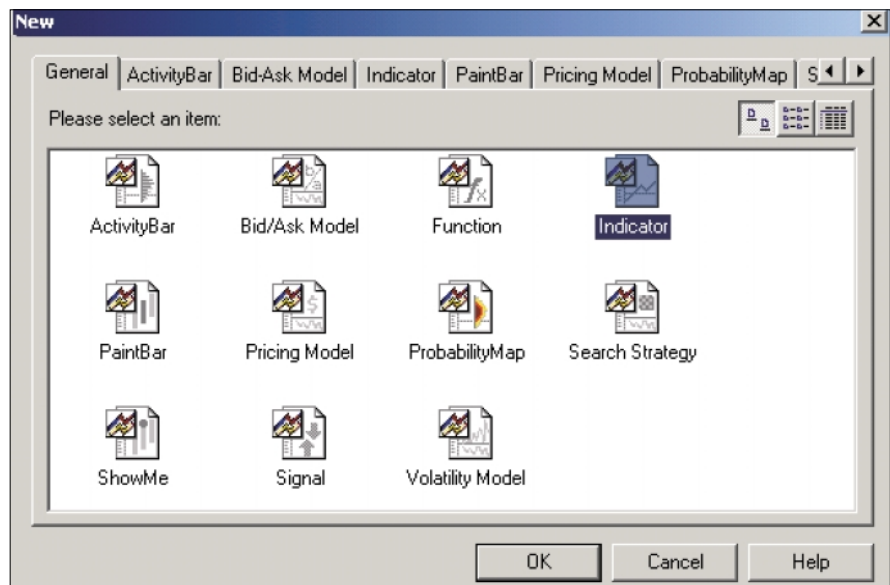 New
General ActivityBar Bid-Ask Model Indicator PaintBar Pricing Model ProbabilityMap S
Please select an item:
ActivityBar Bid/Ask Model Function Indicator
PaintBar Pricing Model ProbabilityMap Search Strategy
ShowMe Signal Volatility Model
OK Cancel Help